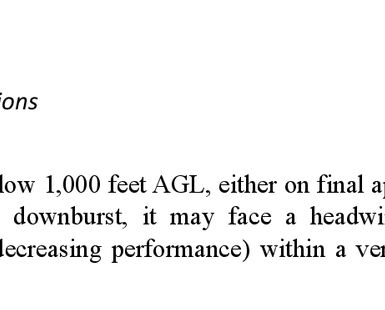 ions
low 1,000 feet AGL, either on final ap
downburst, it may face a headwi
decreasing performance) within a ver